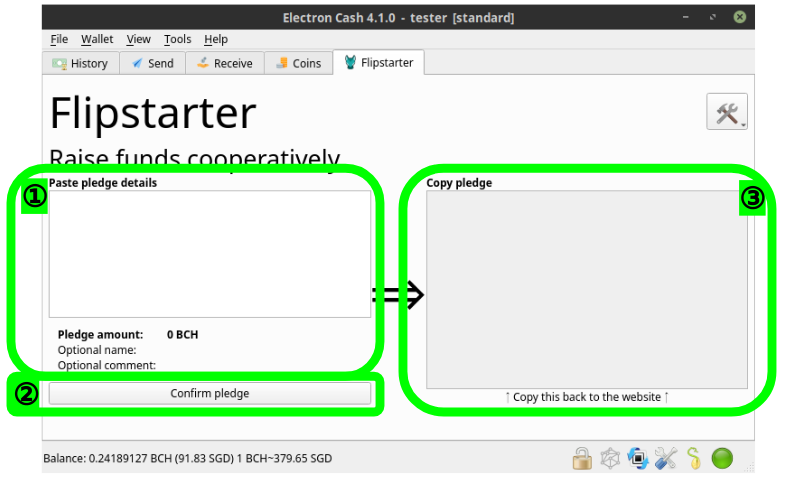 Electron Cash 4.1.0 - tester [standard]
File Wallet View Tools Help
History Send Receive Coins Flipstarter
Flipstarter
Raise funds cooperatively
① Paste pledge details
Copy pledge ③
⇒
Pledge amount: 0 BCH
Optional name:
Optional comment:
② Confirm pledge
↑ Copy this back to the website ↑
Balance: 0.24189127 BCH (91.83 SGD) 1 BCH~379.65 SGD